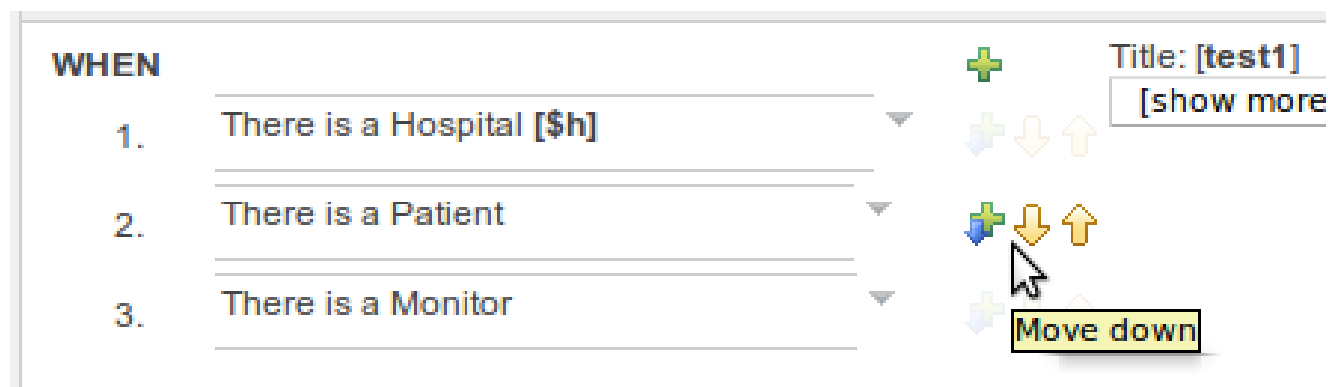 WHEN
Title: [test1]
[show more
1. There is a Hospital [$h]
2. There is a Patient
3. There is a Monitor
Move down